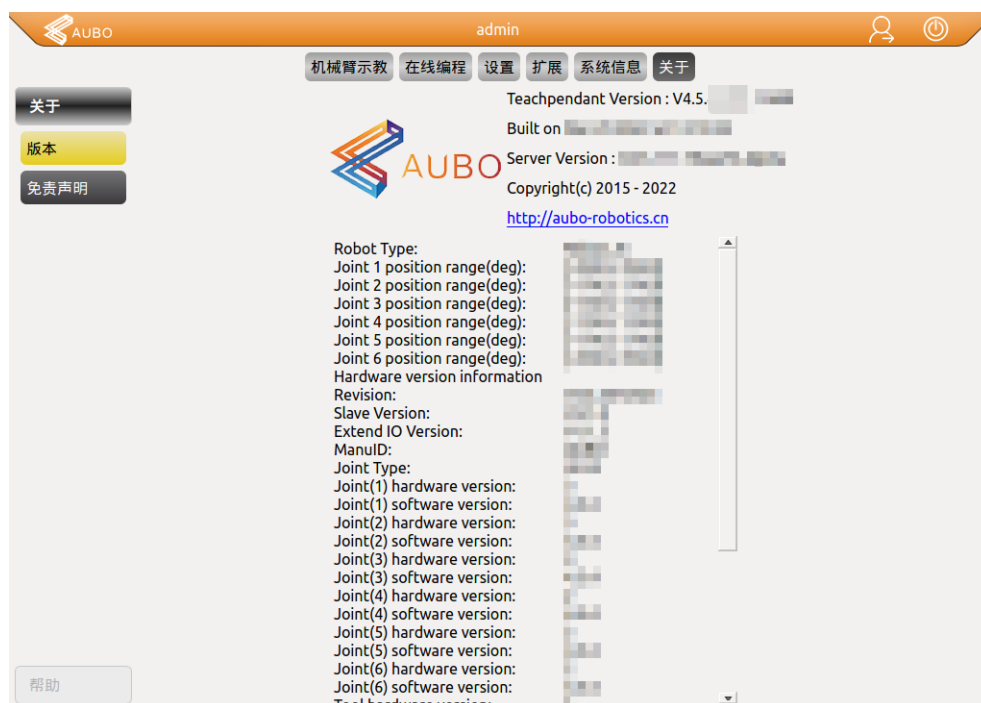 AUBO
admin
机械臂示教 在线编程 设置 扩展 系统信息 关于
关于
版本
免责声明
帮助
AUBO
Teachpendant Version : V4.5.
Built on
Server Version :
Copyright(c) 2015 - 2022
http://aubo-robotics.cn
Robot Type:
Joint 1 position range(deg):
Joint 2 position range(deg):
Joint 3 position range(deg):
Joint 4 position range(deg):
Joint 5 position range(deg):
Joint 6 position range(deg):
Hardware version information
Revision:
Slave Version:
Extend IO Version:
ManuID:
Joint Type:
Joint(1) hardware version:
Joint(1) software version:
Joint(2) hardware version:
Joint(2) software version:
Joint(3) hardware version:
Joint(3) software version:
Joint(4) hardware version:
Joint(4) software version:
Joint(5) hardware version:
Joint(5) software version:
Joint(6) hardware version:
Joint(6) software version: